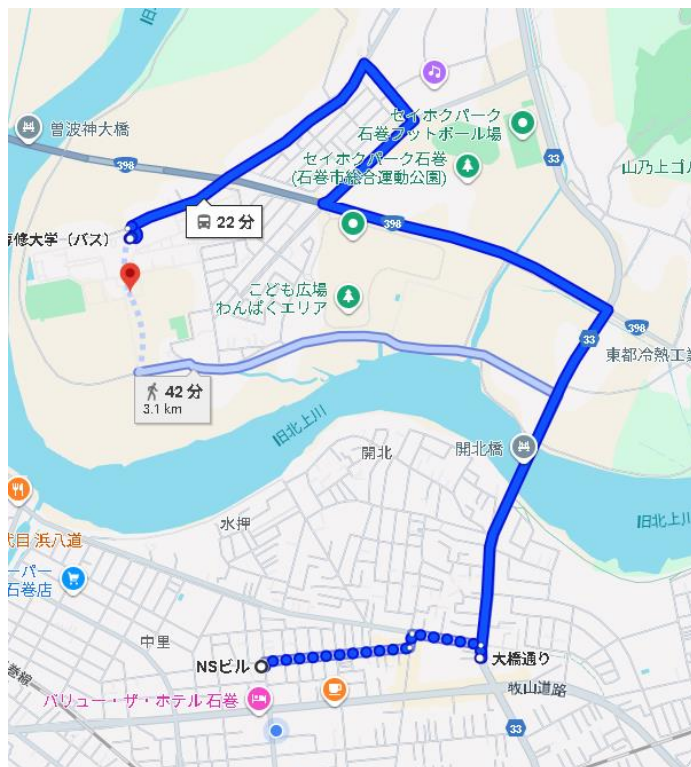 旧北
曽波神大橋
398
セイホクパーク
石巻フットボール場
33
セイホクパーク石巻
(石巻市総合運動公園)
山乃上ゴル
22 分
修大学（バス）
398
こども広場
わんぱくエリア
33
398
東都冷熱工業
42 分
3.1 km
旧北上川
開北
開北橋
水押
旧北上川
代目 浜八道
ーパー
石巻店
中里
NSビル
大橋通り
バリュー・ザ・ホテル 石巻
牧山道路
巻線
33